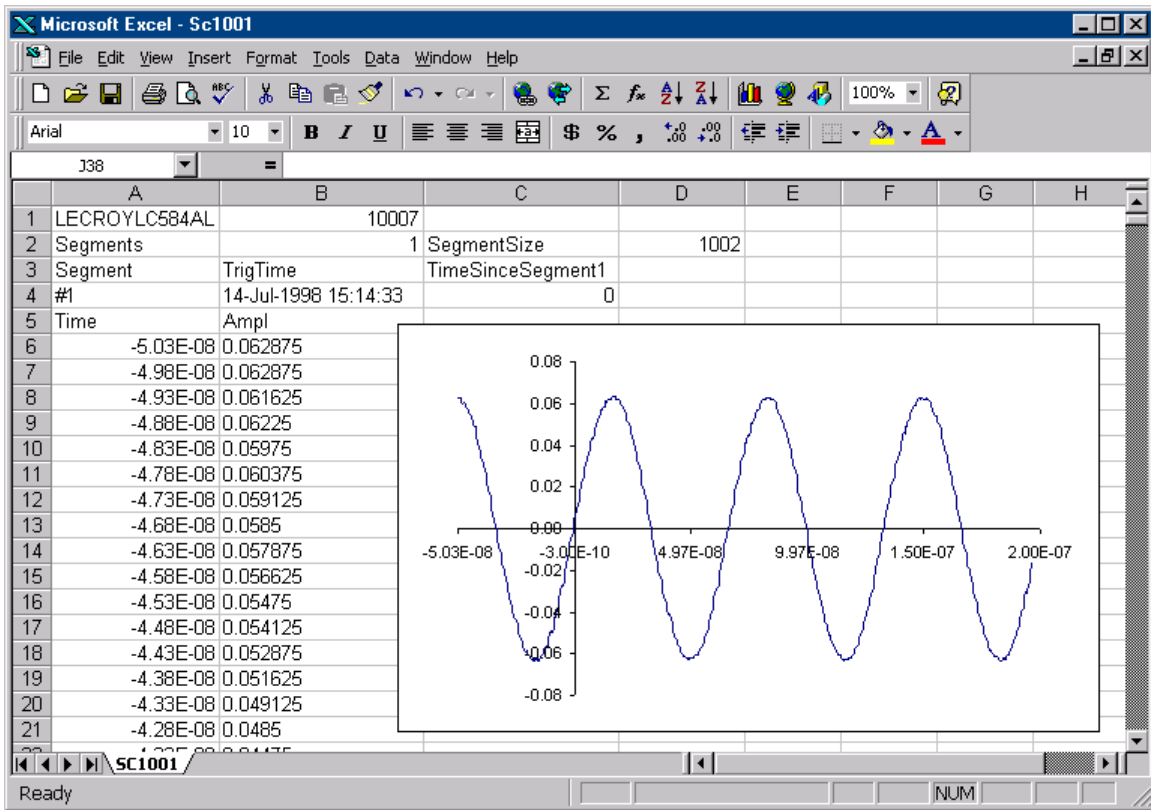 Microsoft Excel - Sc1001
File Edit View Insert Format Tools Data Window Help
ABC Σ fx A Z Z A 100%
Arial 10 B I U $ % , .00 .00 A
J38 =
A B C D E F G H
1 LECROYLC584AL 10007
2 Segments 1 SegmentSize 1002
3 Segment TrigTime TimeSinceSegment1
4 #1 14-Jul-1998 15:14:33 0
5 Time Ampl
6 -5.03E-08 0.062875
7 -4.98E-08 0.062875
8 -4.93E-08 0.061625
9 -4.88E-08 0.06225
10 -4.83E-08 0.05975
11 -4.78E-08 0.060375
12 -4.73E-08 0.059125
13 -4.68E-08 0.0585
14 -4.63E-08 0.057875
15 -4.58E-08 0.056625
16 -4.53E-08 0.05475
17 -4.48E-08 0.054125
18 -4.43E-08 0.052875
19 -4.38E-08 0.051625
20 -4.33E-08 0.049125
21 -4.28E-08 0.0485
0.08
0.06
0.04
0.02
0.00
-5.03E-08 -3.00E-10 4.97E-08 9.97E-08 1.50E-07 2.00E-07
-0.02
-0.04
-0.06
-0.08
SC1001
Ready NUM